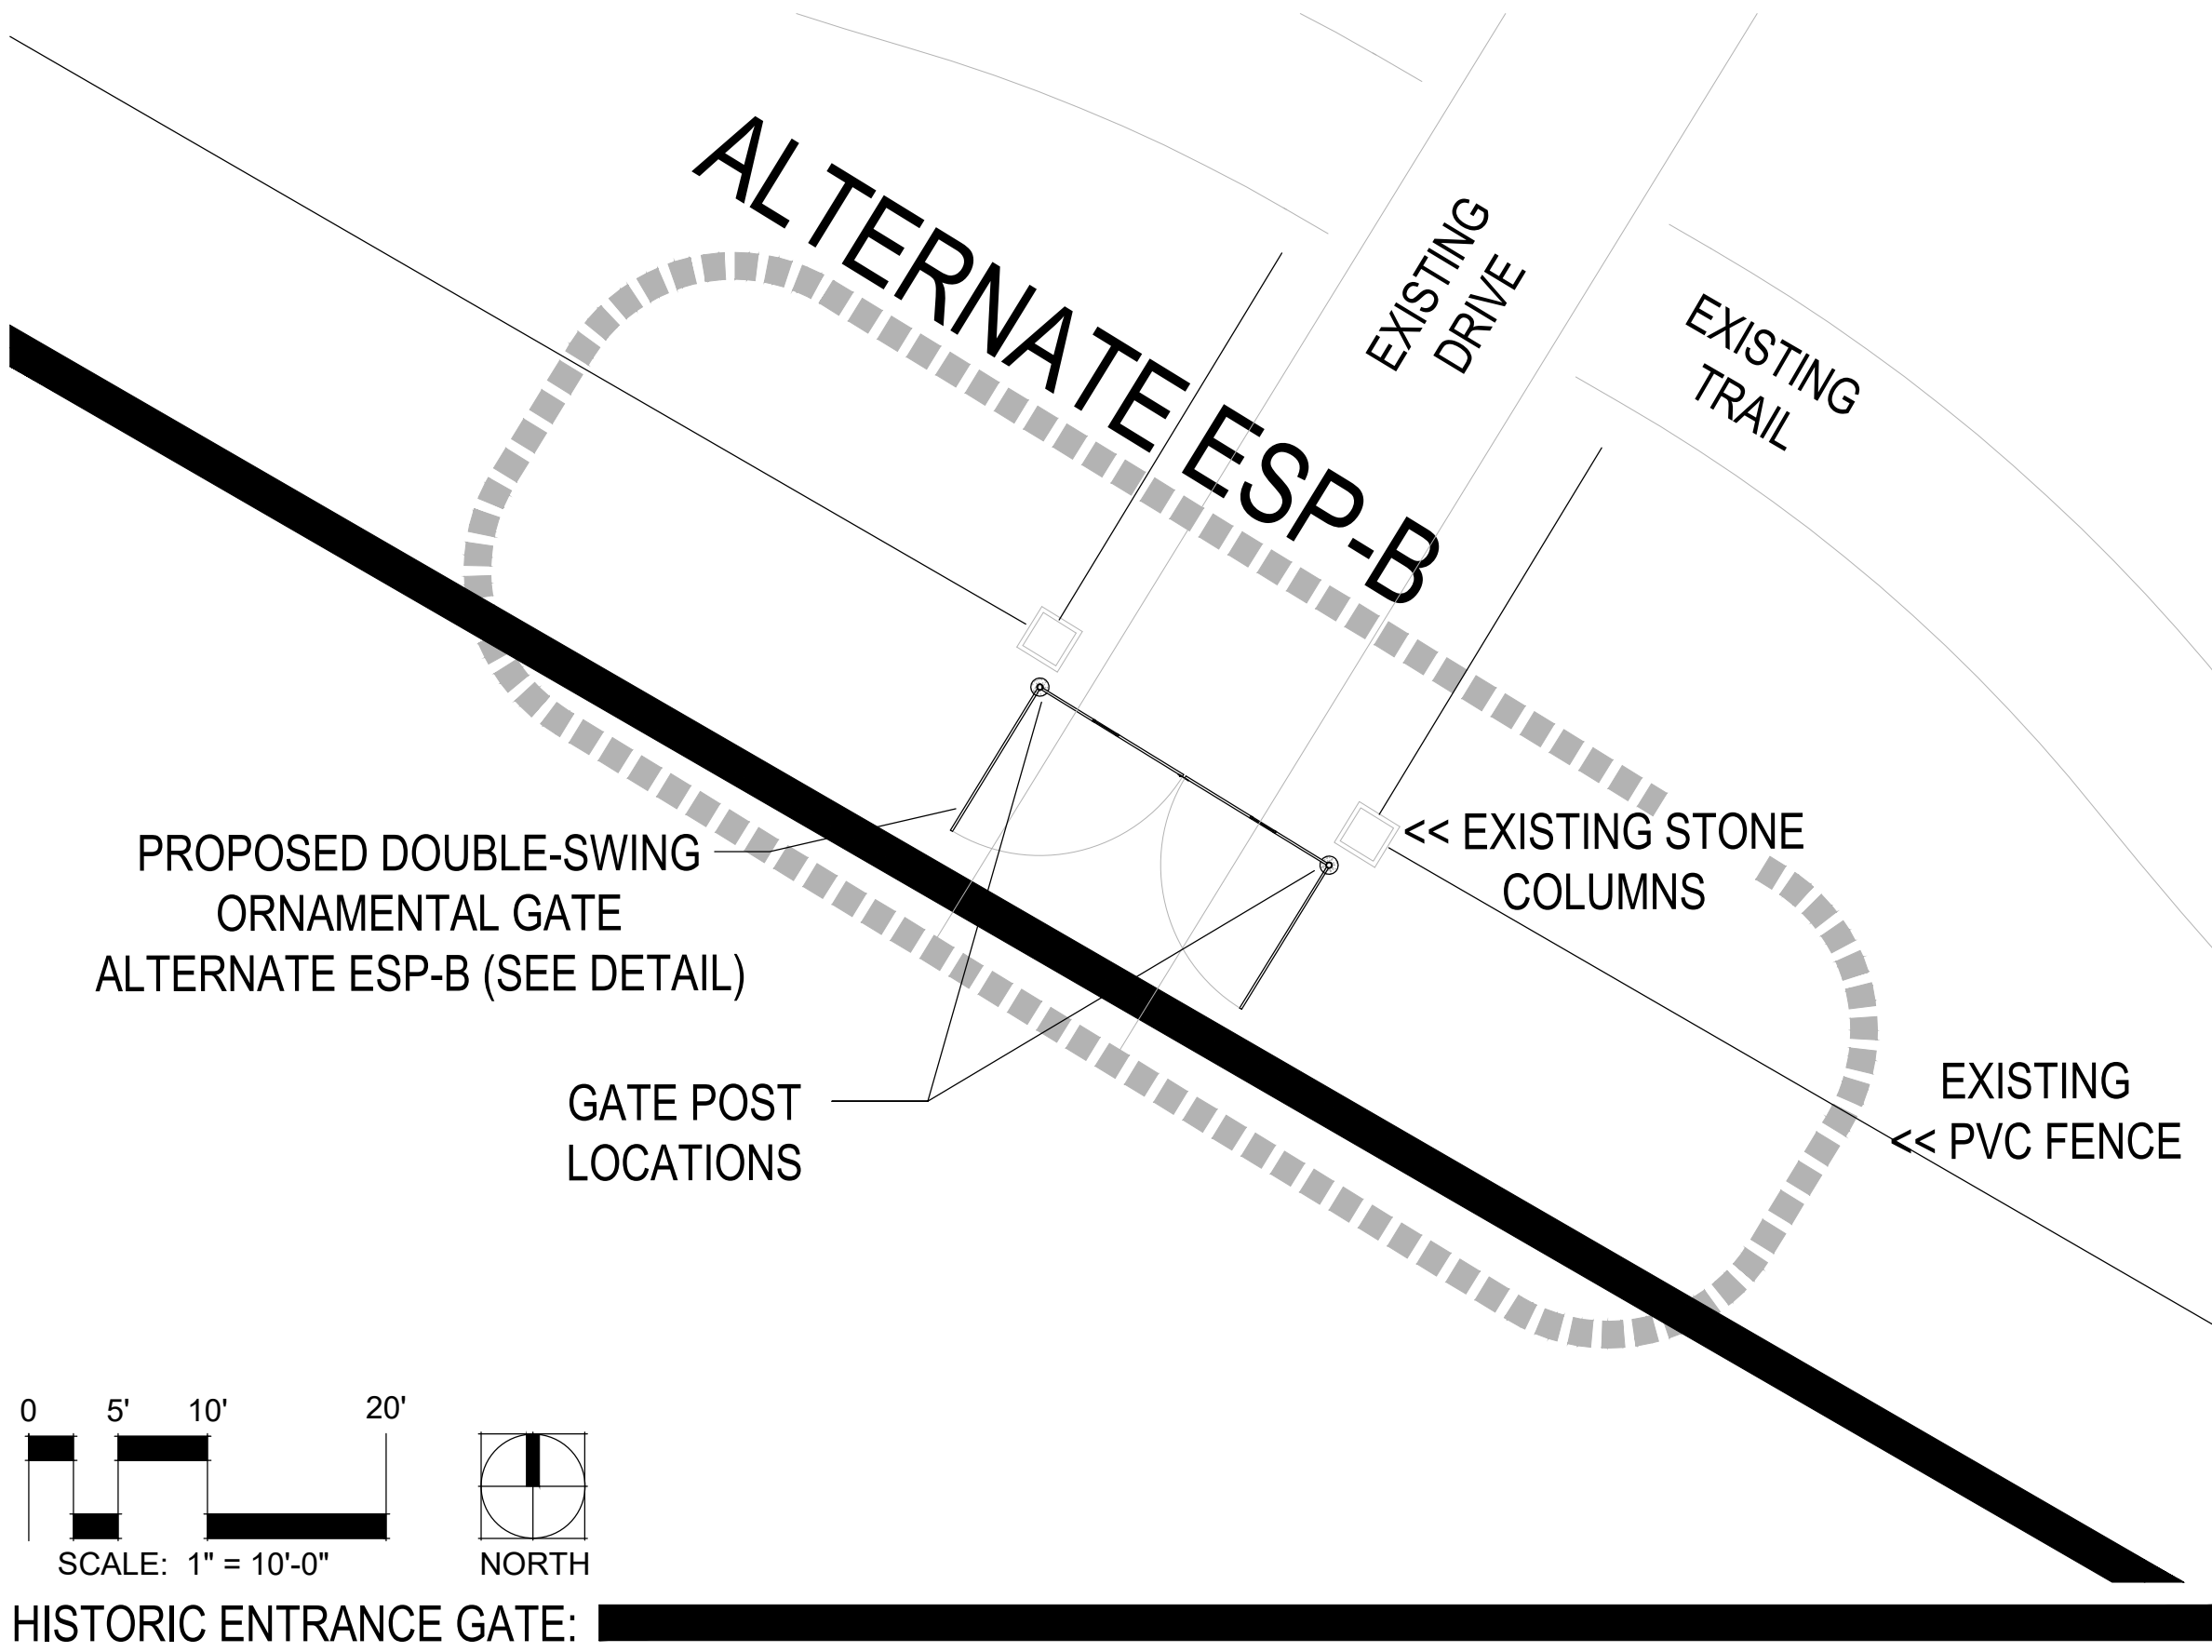 ALTERNATE ESP-B
EXISTING
DRIVE
EXISTING
TRAIL
PROPOSED DOUBLE-SWING
ORNAMENTAL GATE
ALTERNATE ESP-B (SEE DETAIL)
<< EXISTING STONE
COLUMNS
GATE POST
LOCATIONS
EXISTING
<< PVC FENCE
0 5' 10' 20'
SCALE: 1" = 10'-0"
NORTH
HISTORIC ENTRANCE GATE: